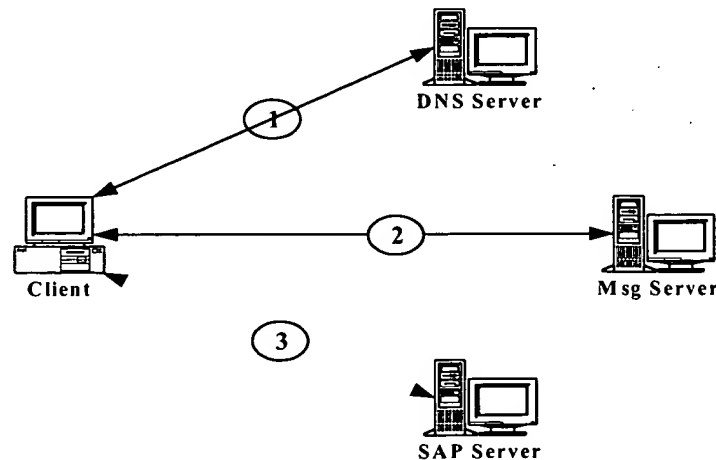 DNS Server
1
2
Client
Msg Server
3
SAP Server